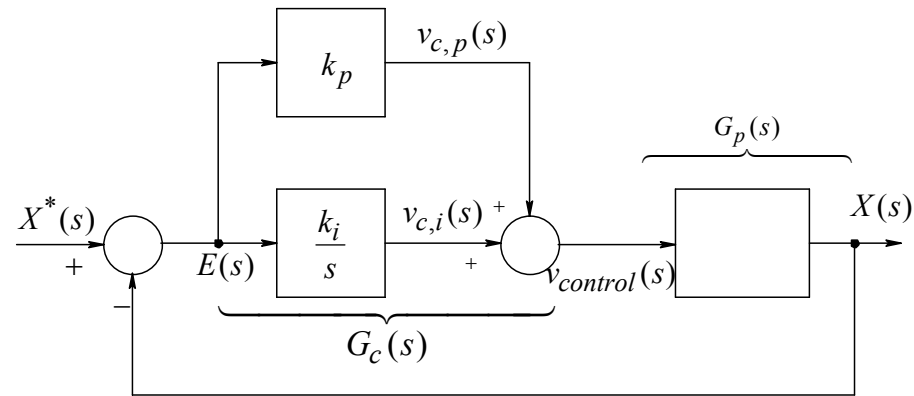 v_{c,p}(s)
k_p
G_p(s)
X^*(s)
+
−
E(s)
k_i
s
v_{c,i}(s)
+
+
v_{control}(s)
X(s)
G_c(s)